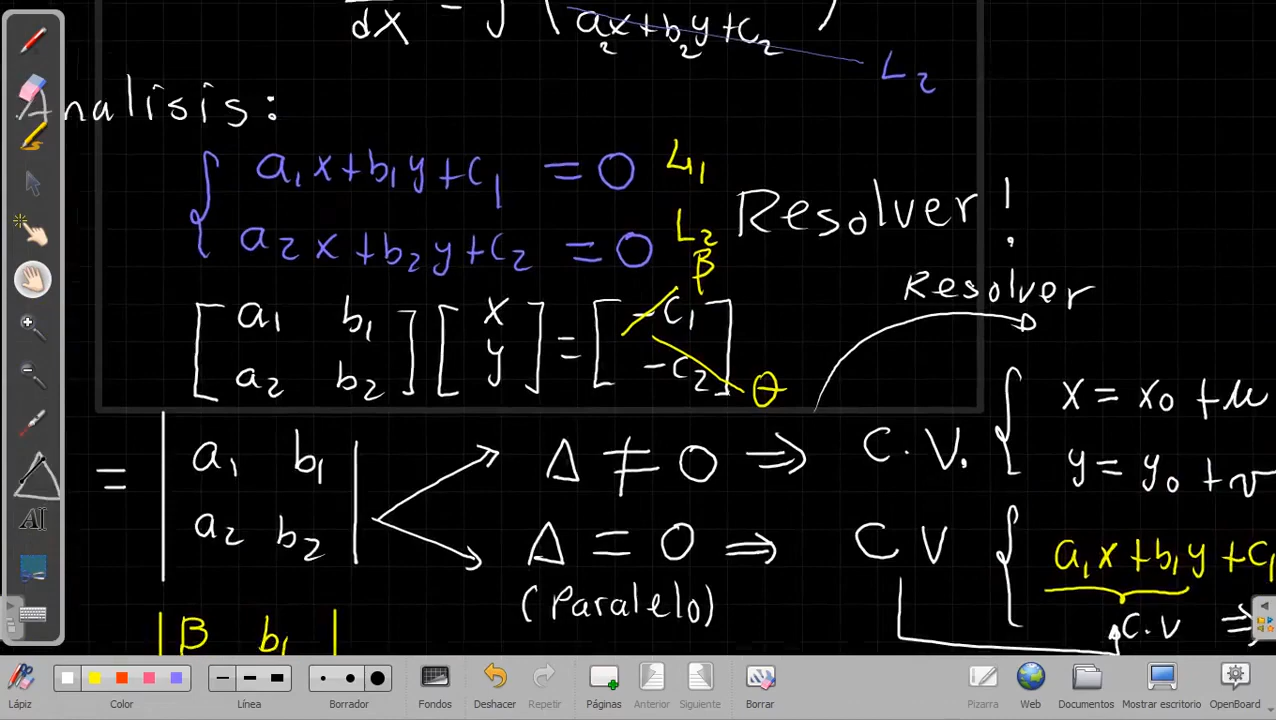 dx = f ( a₂x+b₂y+c₂ )
L₂
Analisis:
a₁x+b₁y+c₁ = 0 L₁
a₂x+b₂y+c₂ = 0 L₂
Resolver!
β
Resolver
[a₁ b₁] [x] = [-c₁]
[a₂ b₂] [y] [-c₂]
θ
= | a₁ b₁ |
| a₂ b₂ |
Δ ≠ 0 ⇒ C.V. { x = x₀ + u
y = y₀ + v
Δ = 0 ⇒ C V { a₁x+b₁y+c₁
(Paralelo)
C.V ⇒
| β b₁ |
Lápiz
Color
Línea
Borrador
Fondos
Deshacer
Repetir
Páginas
Anterior
Siguiente
Borrar
Pizarra
Web
Documentos
Mostrar escritorio
OpenBoard